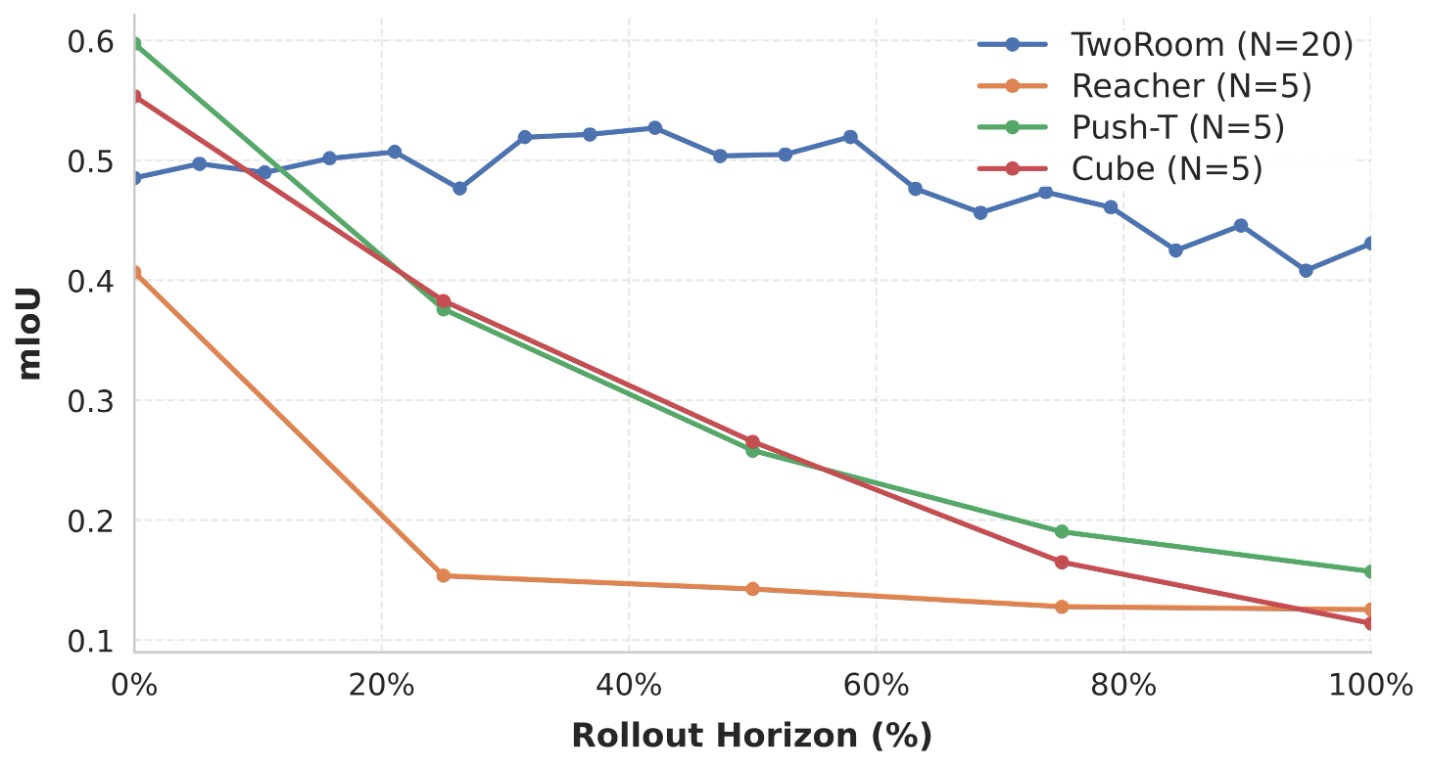 0.6
0.5
0.4
0.3
0.2
0.1
mIoU
TwoRoom (N=20)
Reacher (N=5)
Push-T (N=5)
Cube (N=5)
0%
20%
40%
60%
80%
100%
Rollout Horizon (%)